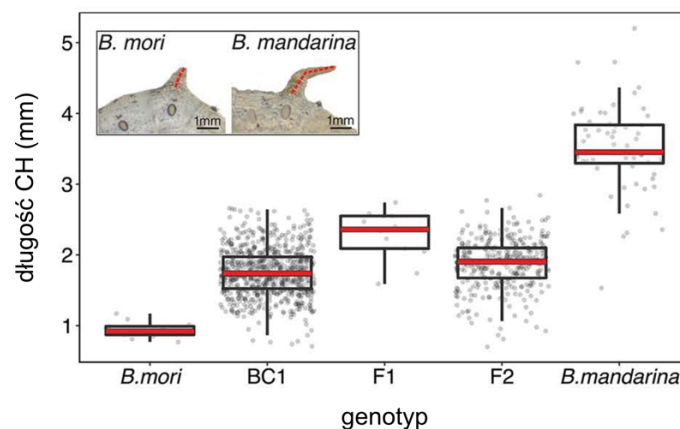 B. mori B. mandarina
1mm 1mm
5
4
3
2
1
długość CH (mm)
B.mori BC1 F1 F2 B.mandarina
genotyp